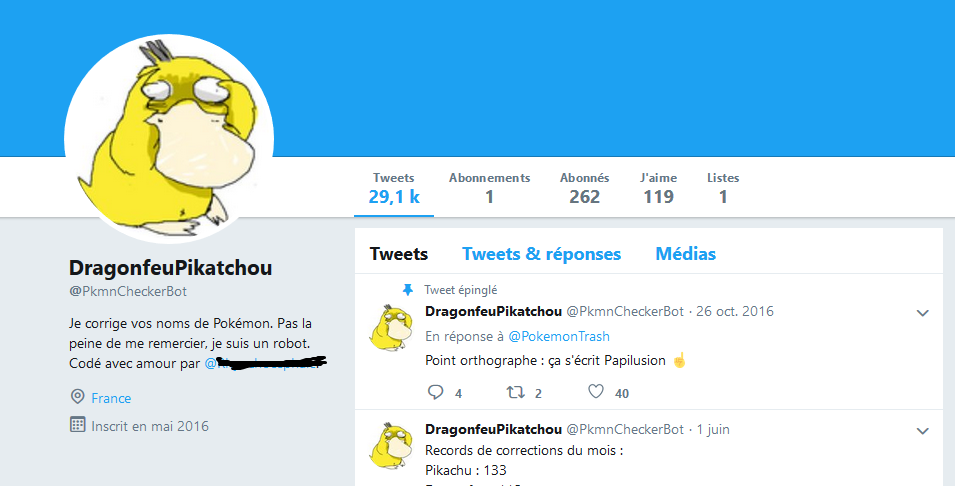 Tweets
29,1 k
Abonnements
1
Abonnés
262
J'aime
119
Listes
1
DragonfeuPikatchou
@PkmnCheckerBot
Je corrige vos noms de Pokémon. Pas la
peine de me remercier, je suis un robot.
Codé avec amour par
France
Inscrit en mai 2016
Tweets Tweets & réponses Médias
Tweet épinglé
DragonfeuPikatchou @PkmnCheckerBot · 26 oct. 2016
En réponse à @PokemonTrash
Point orthographe : ça s'écrit Papilusion ☝
4 2 40
DragonfeuPikatchou @PkmnCheckerBot · 1 juin
Records de corrections du mois :
Pikachu : 133